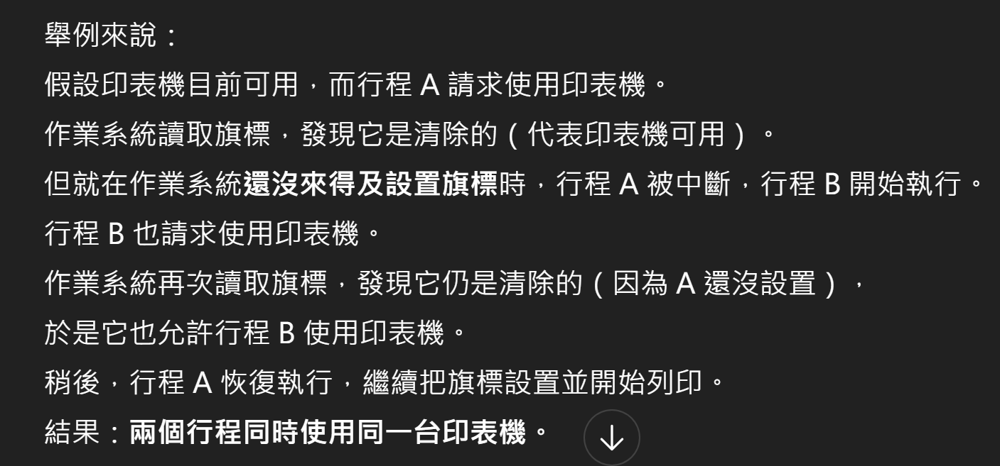 舉例來說：
假設印表機目前可用，而行程 A 請求使用印表機。
作業系統讀取旗標，發現它是清除的（代表印表機可用）。
但就在作業系統還沒來得及設置旗標時，行程 A 被中斷，行程 B 開始執行。
行程 B 也請求使用印表機。
作業系統再次讀取旗標，發現它仍是清除的（因為 A 還沒設置），
於是它也允許行程 B 使用印表機。
稍後，行程 A 恢復執行，繼續把旗標設置並開始列印。
結果：兩個行程同時使用同一台印表機。